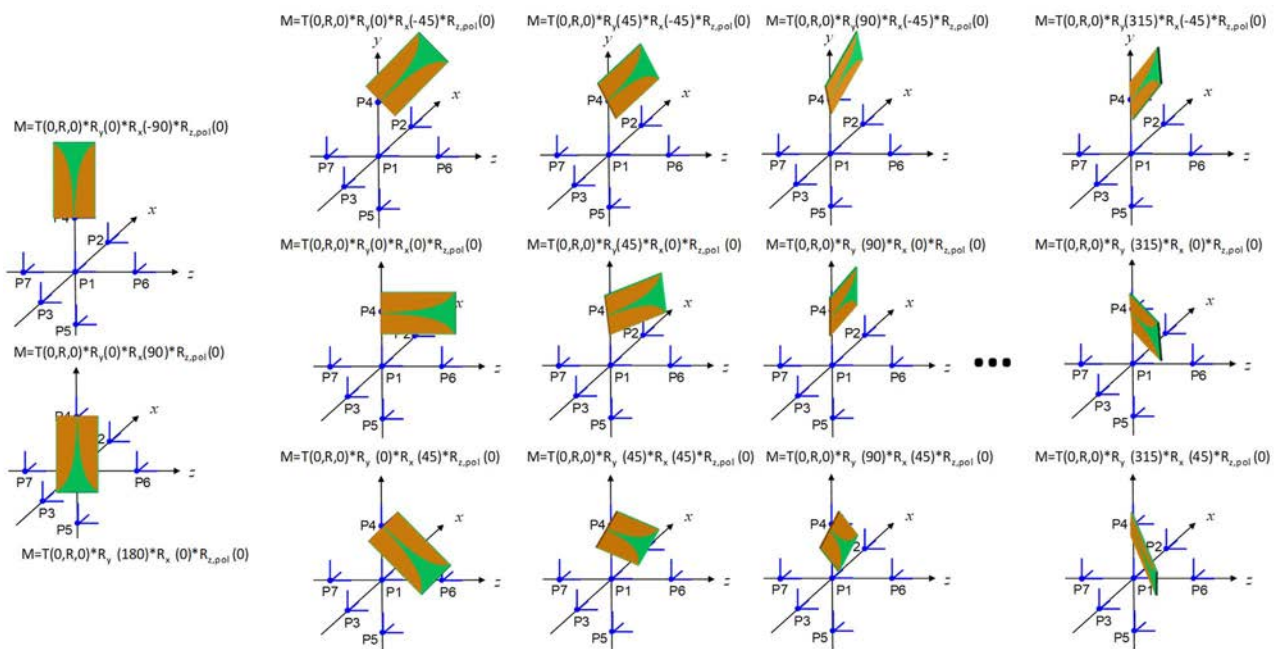 M=T(0,R,0)*Ry(0)*Rx(-90)*Rz,pol(0)
P4
x
P2
P7
P1
P6
z
P3
P5
M=T(0,R,0)*Ry(0)*Rx(90)*Rz,pol(0)
P4
x
2
P7
P1
P6
z
P3
P5
M=T(0,R,0)*Ry (180)*Rx (0)*Rz,pol(0)
M=T(0,R,0)*Ry(0)*Rx(-45)*Rz,pol(0)
y
P4
x
P2
P7
P1
P6
z
P3
P5
M=T(0,R,0)*Ry(45)*Rx(-45)*Rz,pol(0)
y
P4
x
P2
P7
P1
P6
z
P3
P5
M=T(0,R,0)*Ry(90)*Rx(-45)*Rz,pol(0)
y
P4
x
P2
P7
P1
P6
z
P3
P5
M=T(0,R,0)*Ry(315)*Rx(-45)*Rz,pol(0)
y
P4
x
P2
P7
P1
P6
z
P3
P5
M=T(0,R,0)*Ry(0)*Rx(0)*Rz,pol(0)
P4
x
P2
P7
P1
P6
z
P3
P5
M=T(0,R,0)*Ry(45)*Rx(0)*Rz,pol (0)
P4
x
P2
P7
P1
P6
z
P3
P5
M=T(0,R,0)*Ry (90)*Rx (0)*Rz,pol(0)
P4
x
P2
P7
P1
P6
z
P3
P5
...
M=T(0,R,0)*Ry (315)*Rx (0)*Rz,pol(0)
P4
x
2
P7
P1
P6
z
P3
P5
M=T(0,R,0)*Ry (0)*Rx (45)*Rz,pol(0)
P4
x
P7
P1
P6
z
P3
P5
M=T(0,R,0)*Ry (45)*Rx (45)*Rz,pol(0)
P4
x
P2
P7
P1
P6
z
P3
P5
M=T(0,R,0)*Ry (90)*Rx (45)*Rz,pol(0)
P4
x
2
P7
P1
P6
z
P3
P5
M=T(0,R,0)*Ry (315)*Rx (45)*Rz,pol(0)
P4
x
P2
P7
P1
P6
z
P3
P5